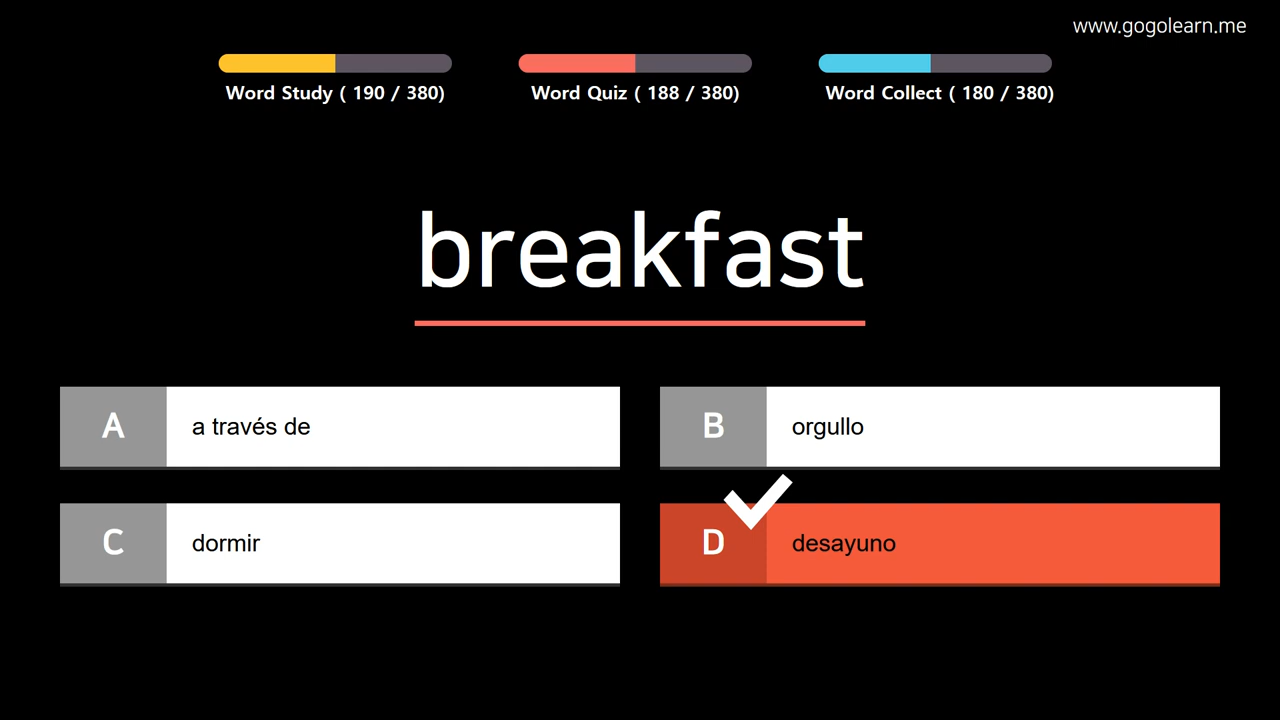 www.gogolearn.me
Word Study ( 190 / 380)
Word Quiz ( 188 / 380)
Word Collect ( 180 / 380)
breakfast
A
a través de
B
orgullo
C
dormir
D
desayuno